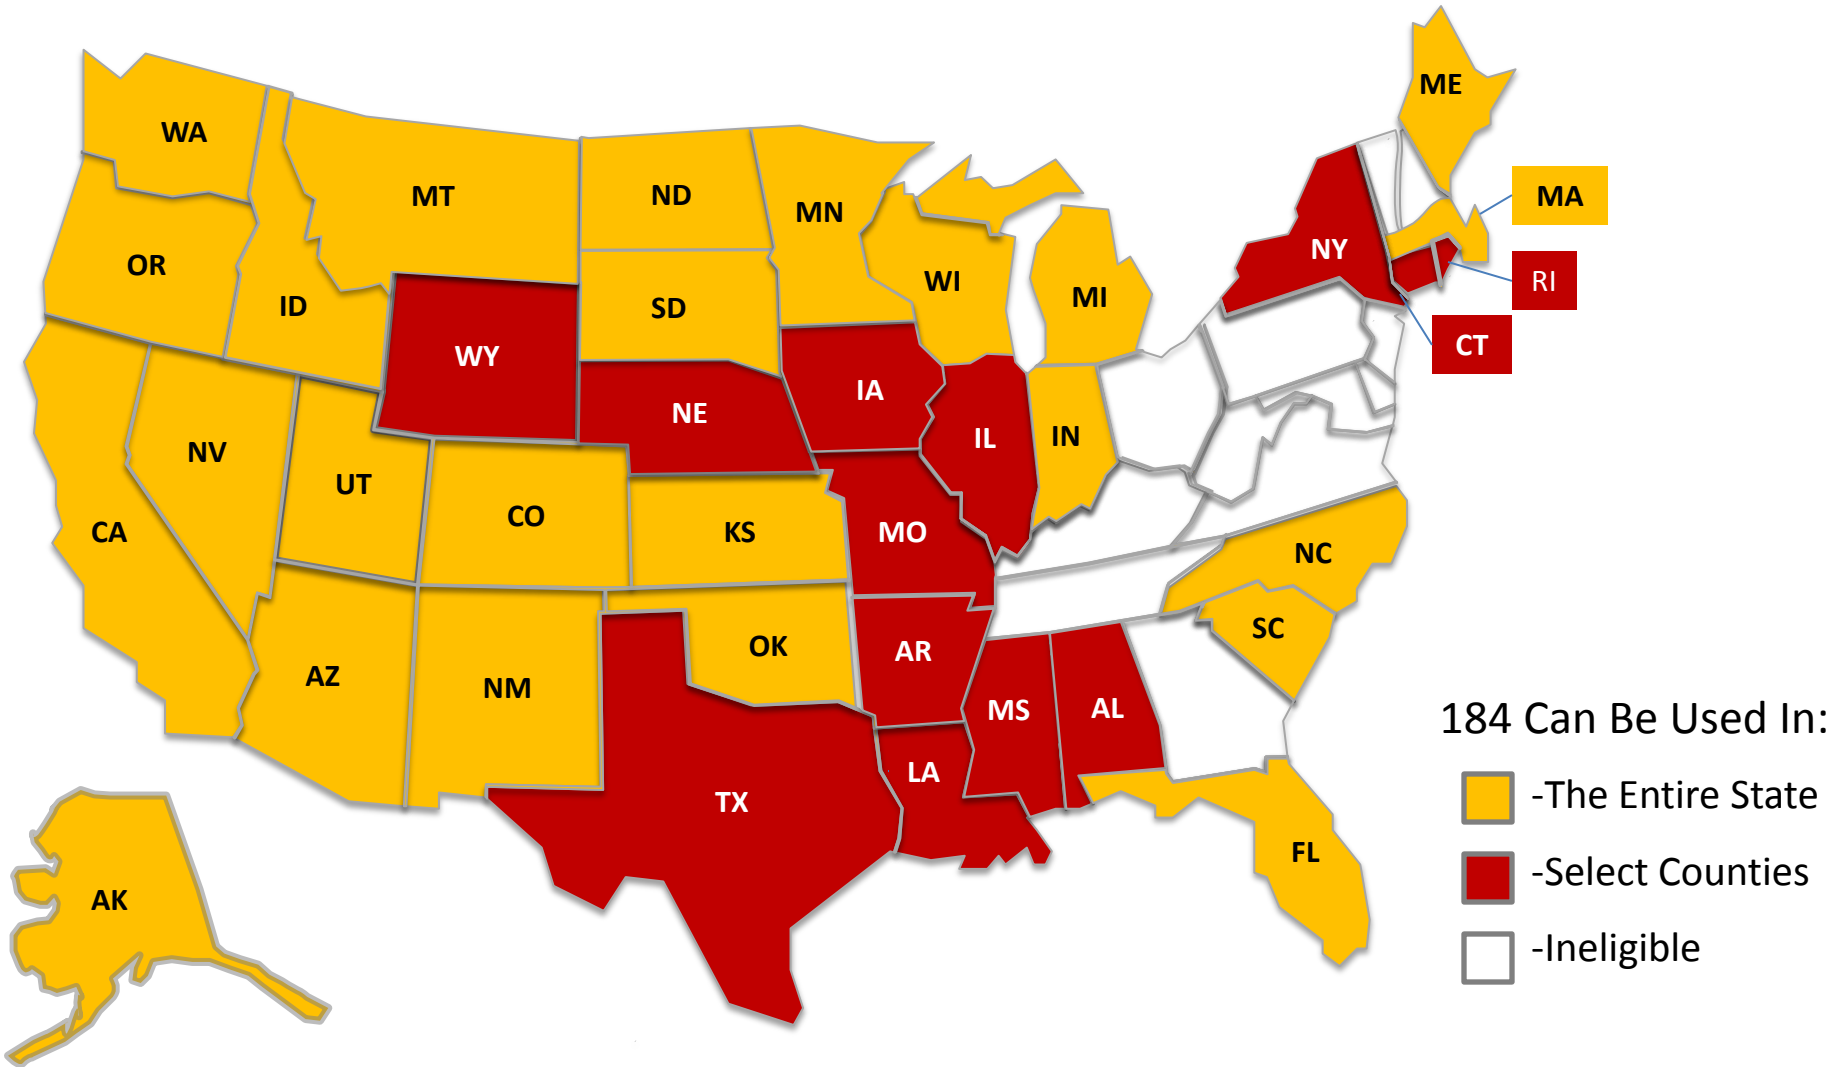 ME
WA
MT
ND
MN
MA
OR
ID
SD
WI
MI
NY
RI
WY
NE
IA
CT
NV
UT
CO
KS
IL
IN
CA
MO
NC
AZ
NM
OK
AR
SC
MS
AL
TX
LA
FL
AK
184 Can Be Used In:
-The Entire State
-Select Counties
-Ineligible